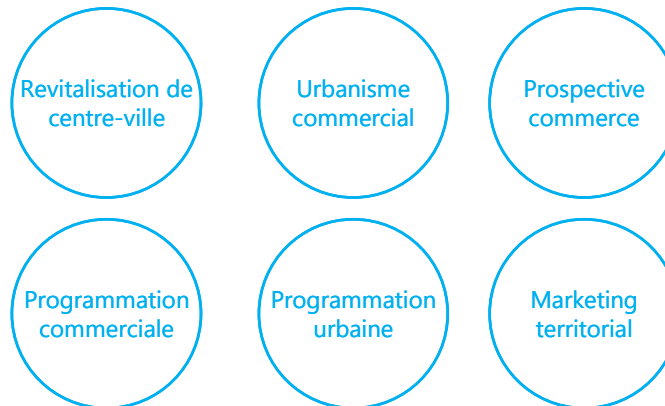 Revitalisation de
centre-ville
Urbanisme
commercial
Prospective
commerce
Programmation
commerciale
Programmation
urbaine
Marketing
territorial